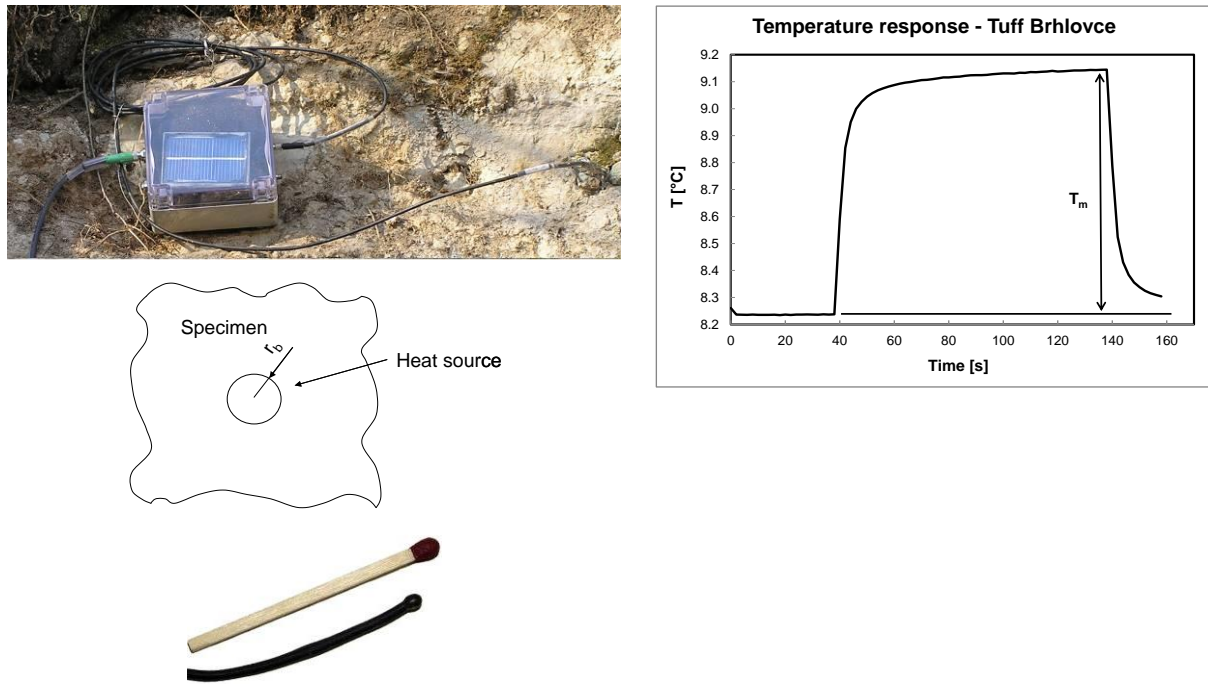 Specimen
r_b
Heat source
Temperature response - Tuff Brhlovce
9.2
9.1
9.0
8.9
8.8
8.7
8.6
8.5
8.4
8.3
8.2
T [°C]
T_m
0 20 40 60 80 100 120 140 160
Time [s]